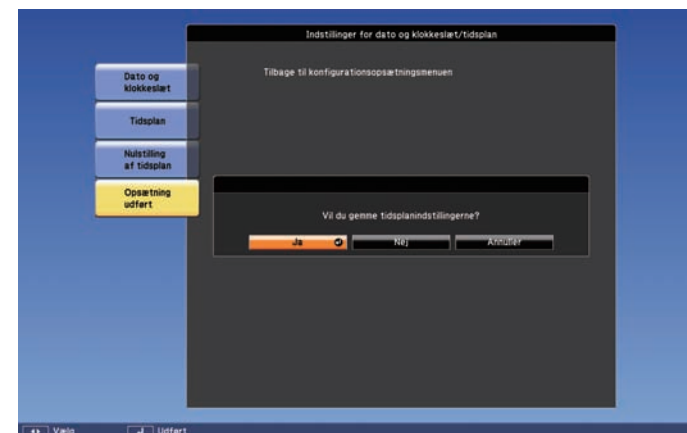 Indstillinger for dato og klokkeslæt/tidsplan
Dato og
klokkeslæt
Tilbage til konfigurationsopsætningsmenuen
Tidsplan
Nulstilling
af tidsplan
Opsætning
udført
Vil du gemme tidsplanindstillingerne?
Ja Nej Annuller
Vælg Udført